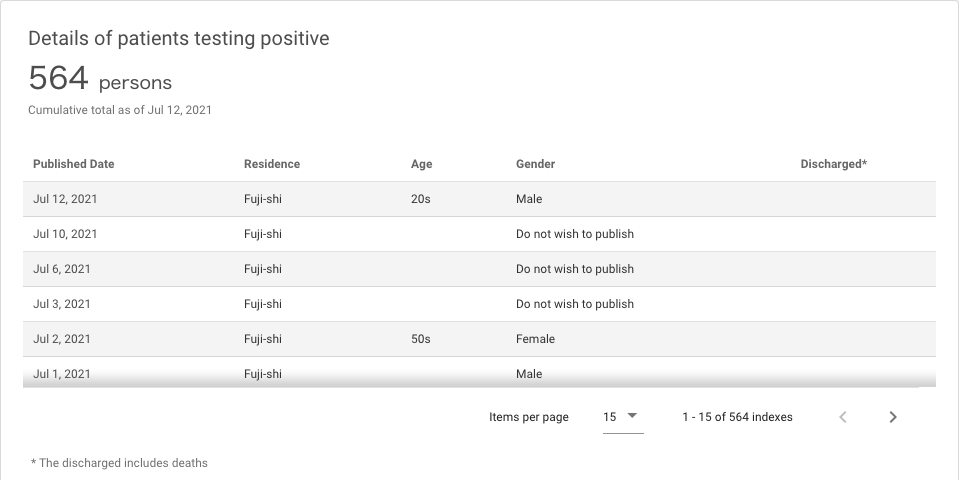 Details of patients testing positive
564 persons
Cumulative total as of Jul 12, 2021
Published Date Residence Age Gender Discharged*
Jul 12, 2021 Fuji-shi 20s Male
Jul 10, 2021 Fuji-shi Do not wish to publish
Jul 6, 2021 Fuji-shi Do not wish to publish
Jul 3, 2021 Fuji-shi Do not wish to publish
Jul 2, 2021 Fuji-shi 50s Female
Jul 1, 2021 Fuji-shi Male
Items per page 15 1 - 15 of 564 indexes
* The discharged includes deaths